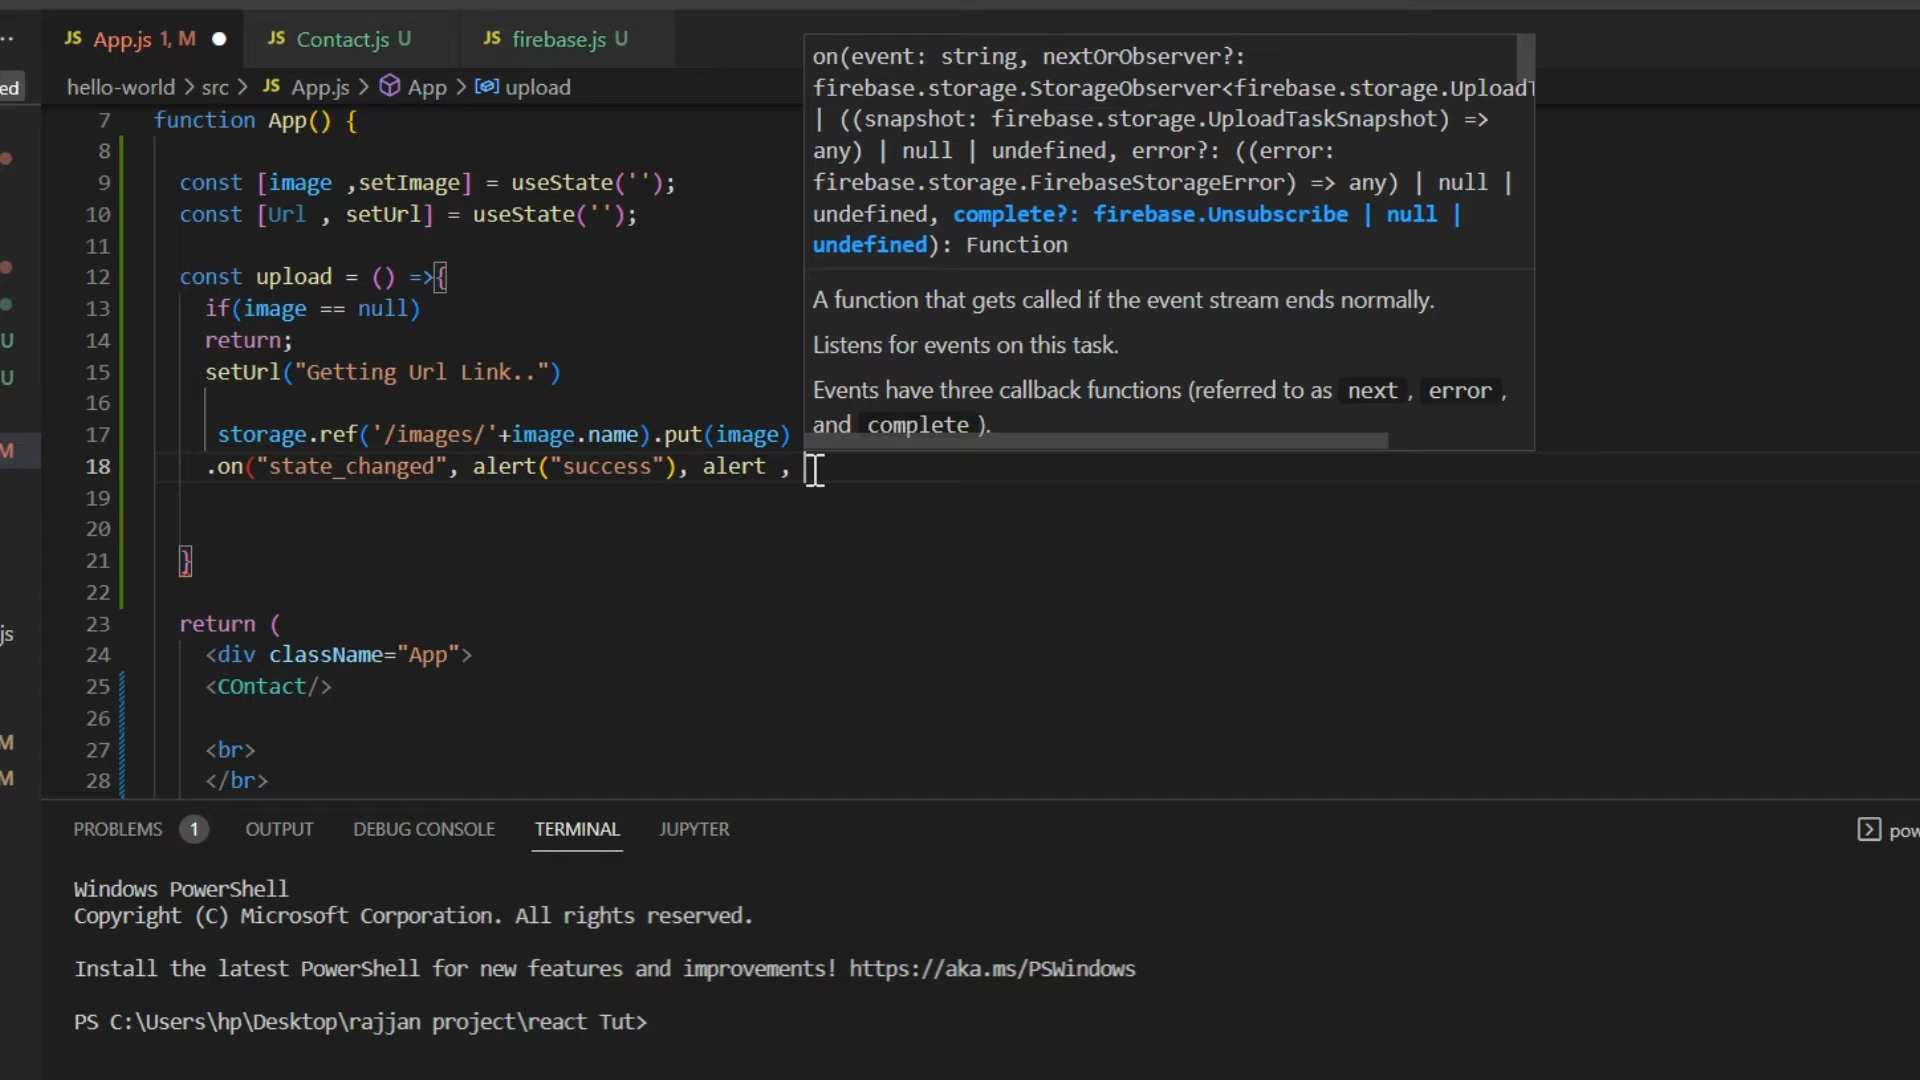 JS App.js 1, M JS Contact.js U JS firebase.js U
ed hello-world > src > JS App.js > App > upload
on(event: string, nextOrObserver?:
firebase.storage.StorageObserver<firebase.storage.Upload
| ((snapshot: firebase.storage.UploadTaskSnapshot) =>
any) | null | undefined, error?: ((error:
firebase.storage.FirebaseStorageError) => any) | null |
undefined, complete?: firebase.Unsubscribe | null |
undefined): Function
A function that gets called if the event stream ends normally.
Listens for events on this task.
Events have three callback functions (referred to as next, error,
and complete ).
7 function App() {
8
9 const [image ,setImage] = useState('');
10 const [Url , setUrl] = useState('');
11
12 const upload = () =>{
13 if(image == null)
14 return;
15 setUrl("Getting Url Link..")
16
17 storage.ref('/images/'+image.name).put(image)
18 .on("state_changed", alert("success"), alert ,
19
20
21 }
22
23 return (
24 <div className="App">
25 <COntact/>
26
27 <br>
28 </br>
U
U
M
js
M
M
PROBLEMS 1 OUTPUT DEBUG CONSOLE TERMINAL JUPYTER pow
Windows PowerShell
Copyright (C) Microsoft Corporation. All rights reserved.
Install the latest PowerShell for new features and improvements! https://aka.ms/PSWindows
PS C:\Users\hp\Desktop\rajjan project\react Tut>